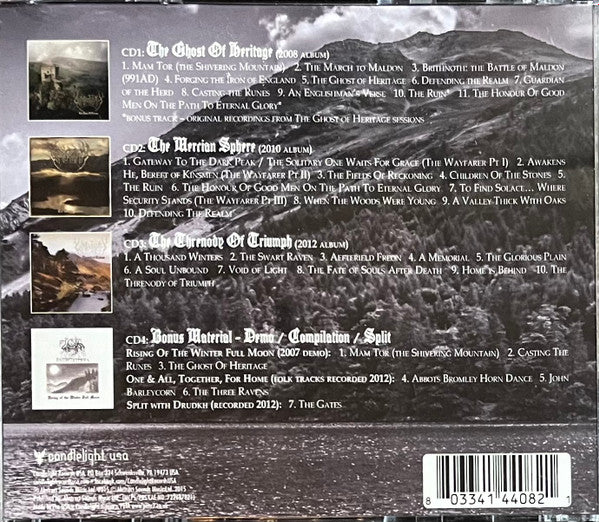 CD1: The Ghost Of Heritage (2008 ALBUM)
1. MAM TOR (THE SHIVERING MOUNTAIN) 2. THE MARCH TO MALDON 3. BRITHNOTH: THE BATTLE OF MALDON
(991AD) 4. FORGING THE IRON OF ENGLAND 5. THE GHOST OF HERITAGE 6. DEFENDING THE REALM 7. GUARDIAN
OF THE HERD 8. CASTING THE RUNES 9. AN ENGLISHMAN'S VERSE 10. THE RUIN* 11. THE HONOUR OF GOOD
MEN ON THE PATH TO ETERNAL GLORY*
*BONUS TRACK – ORIGINAL RECORDINGS FROM THE GHOST OF HERITAGE SESSIONS
CD2: The Mercian Sphere (2010 ALBUM)
1. GATEWAY TO THE DARK PEAK / THE SOLITARY ONE WAITS FOR GRACE (THE WAYFARER PT I) 2. AWAKENS
HE, BEREFT OF KINSMEN (THE WAYFARER PT II) 3. THE FIELDS OF RECKONING 4. CHILDREN OF THE STONES
5. THE RUIN 6. THE HONOUR OF GOOD MEN ON THE PATH TO ETERNAL GLORY 7. TO FIND SOLACE... WHERE
SECURITY STANDS (THE WAYFARER PT III) 8. WHEN THE WOODS WERE YOUNG 9. A VALLEY THICK WITH OAKS
10. DEFENDING THE REALM
CD3: The Threnody Of Triumph (2012 ALBUM)
1. A THOUSAND WINTERS 2. THE SWART RAVEN 3. AEFTERIELD FREON 4. A MEMORIAL 5. THE GLORIOUS PLAIN
6. A SOUL UNBOUND 7. VOID OF LIGHT 8. THE FATE OF SOULS AFTER DEATH 9. HOME IS BEHIND 10. THE
THRENODY OF TRIUMPH
CD4: Bonus Material - Demo / Compilation / Split
RISING OF THE WINTER FULL MOON (2007 DEMO): 1. MAM TOR (THE SHIVERING MOUNTAIN) 2. CASTING THE
RUNES 3. THE GHOST OF HERITAGE
ONE & ALL, TOGETHER, FOR HOME (FOLK TRACKS RECORDED 2012): 4. ABBOTS BROMLEY HORN DANCE 5. JOHN
BARLEYCORN 6. THE THREE RAVENS
SPLIT WITH DRUDKH (RECORDED 2012): 7. THE GATES
candlelight usa
8 03341 44082 1